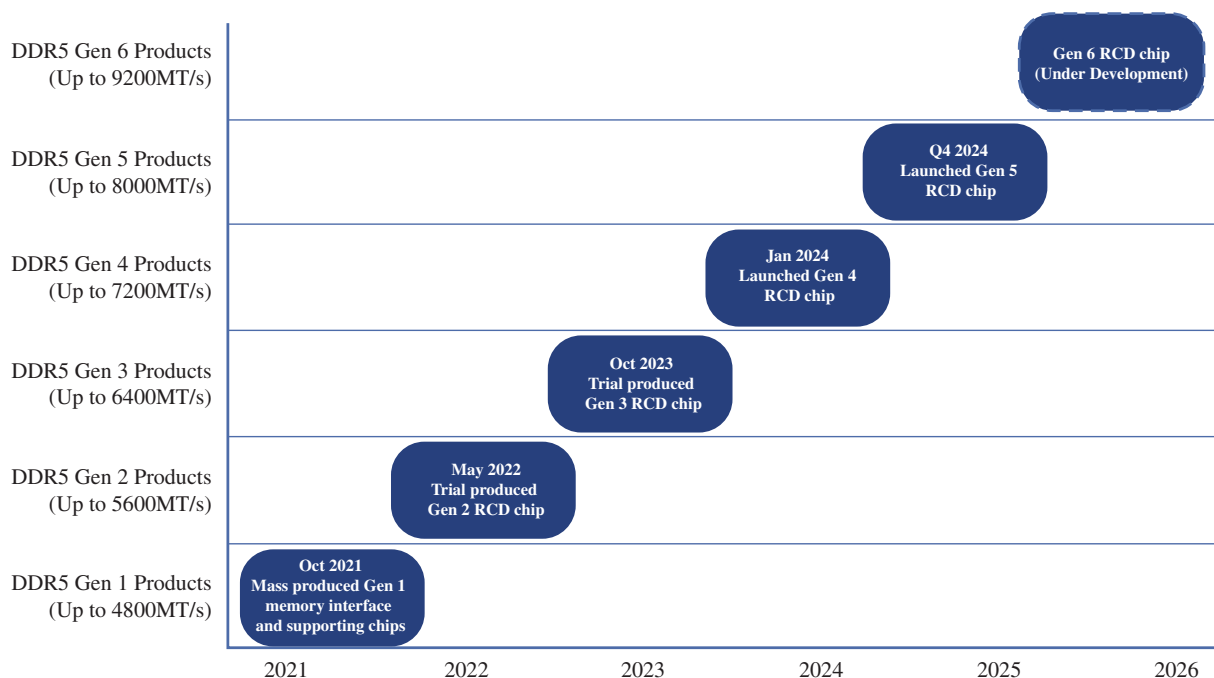 DDR5 Gen 6 Products
(Up to 9200MT/s)
Gen 6 RCD chip
(Under Development)
DDR5 Gen 5 Products
(Up to 8000MT/s)
Q4 2024
Launched Gen 5
RCD chip
DDR5 Gen 4 Products
(Up to 7200MT/s)
Jan 2024
Launched Gen 4
RCD chip
DDR5 Gen 3 Products
(Up to 6400MT/s)
Oct 2023
Trial produced
Gen 3 RCD chip
DDR5 Gen 2 Products
(Up to 5600MT/s)
May 2022
Trial produced
Gen 2 RCD chip
DDR5 Gen 1 Products
(Up to 4800MT/s)
Oct 2021
Mass produced Gen 1
memory interface
and supporting chips
2021 2022 2023 2024 2025 2026